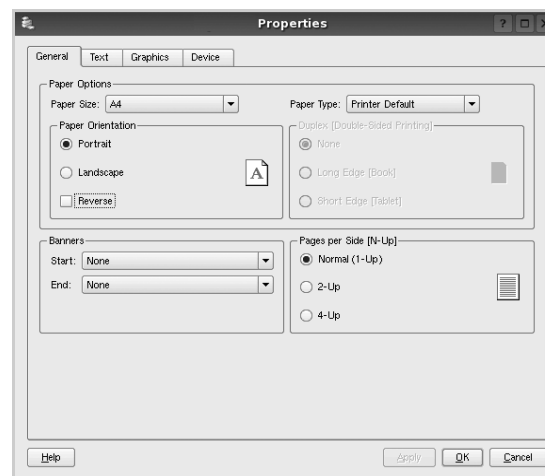 Properties
General Text Graphics Device
Paper Options
Paper Size: A4
Paper Type: Printer Default
Paper Orientation
Portrait
Landscape
Reverse
A
Duplex [Double-Sided Printing]
None
Long Edge [Book]
Short Edge [Tablet]
Banners
Start: None
End: None
Pages per Side [N-Up]
Normal (1-Up)
2-Up
4-Up
Help Apply OK Cancel